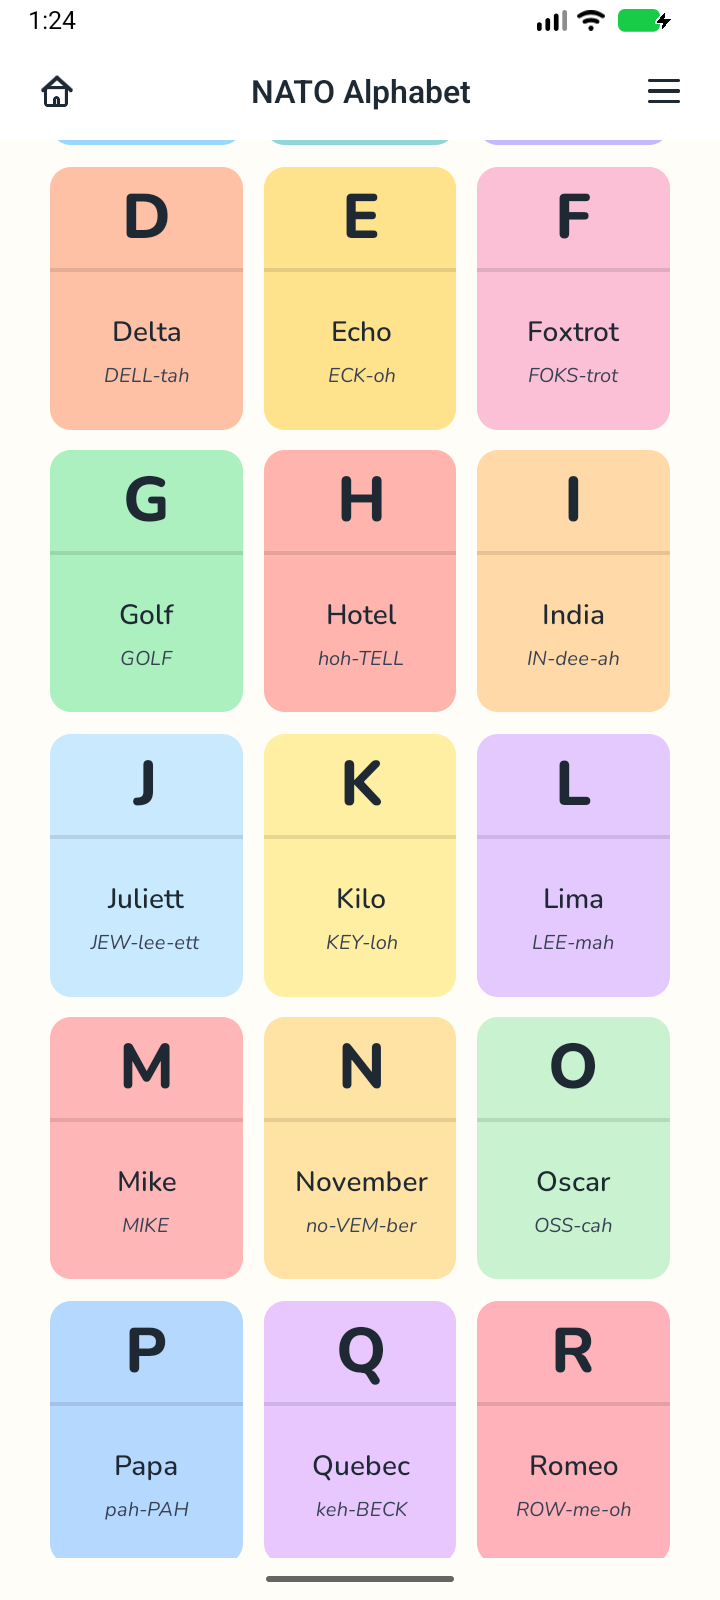 1:24
NATO Alphabet
D
E
F
Delta
Echo
Foxtrot
DELL-tah
ECK-oh
FOKS-trot
G
H
I
Golf
Hotel
India
GOLF
hoh-TELL
IN-dee-ah
J
K
L
Juliett
Kilo
Lima
JEW-lee-ett
KEY-loh
LEE-mah
M
N
O
Mike
November
Oscar
MIKE
no-VEM-ber
OSS-cah
P
Q
R
Papa
Quebec
Romeo
pah-PAH
keh-BECK
ROW-me-oh